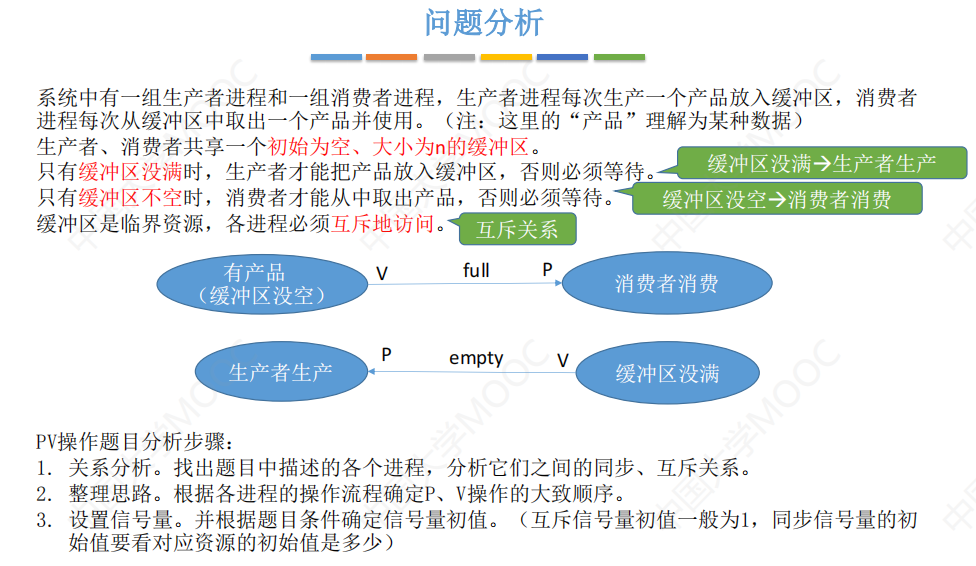 问题分析
系统中有一组生产者进程和一组消费者进程，生产者进程每次生产一个产品放入缓冲区，消费者
进程每次从缓冲区中取出一个产品并使用。（注：这里的“产品”理解为某种数据）
生产者、消费者共享一个初始为空、大小为n的缓冲区。
只有缓冲区没满时，生产者才能把产品放入缓冲区，否则必须等待。
缓冲区没满→生产者生产
只有缓冲区不空时，消费者才能从中取出产品，否则必须等待。
缓冲区没空→消费者消费
缓冲区是临界资源，各进程必须互斥地访问。
互斥关系
有产品
（缓冲区没空）
V
full
P
消费者消费
生产者生产
P
empty
V
缓冲区没满
PV操作题目分析步骤：
1. 关系分析。找出题目中描述的各个进程，分析它们之间的同步、互斥关系。
2. 整理思路。根据各进程的操作流程确定P、V操作的大致顺序。
3. 设置信号量。并根据题目条件确定信号量初值。（互斥信号量初值一般为1，同步信号量的初
始值要看对应资源的初始值是多少）
中国大学MOOC
中国大学MOOC